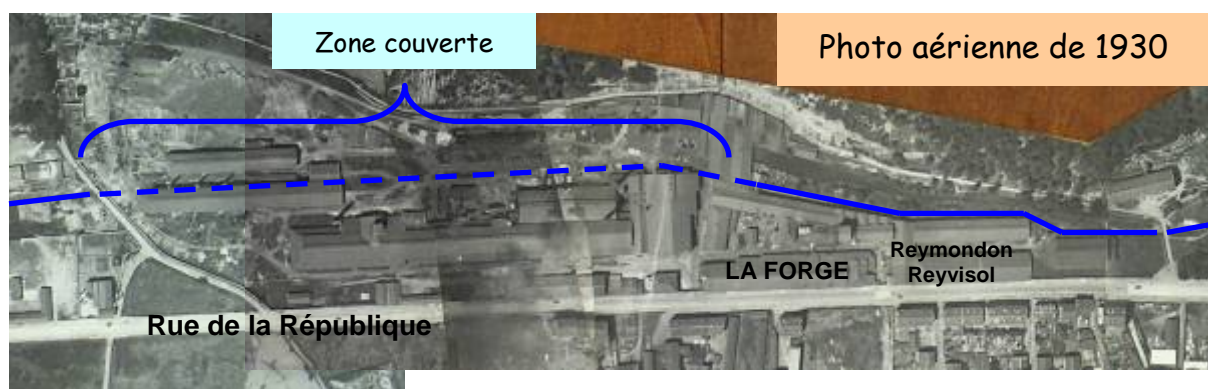 Zone couverte
Photo aérienne de 1930
LA FORGE
Reymondon
Reyvisol
Rue de la République